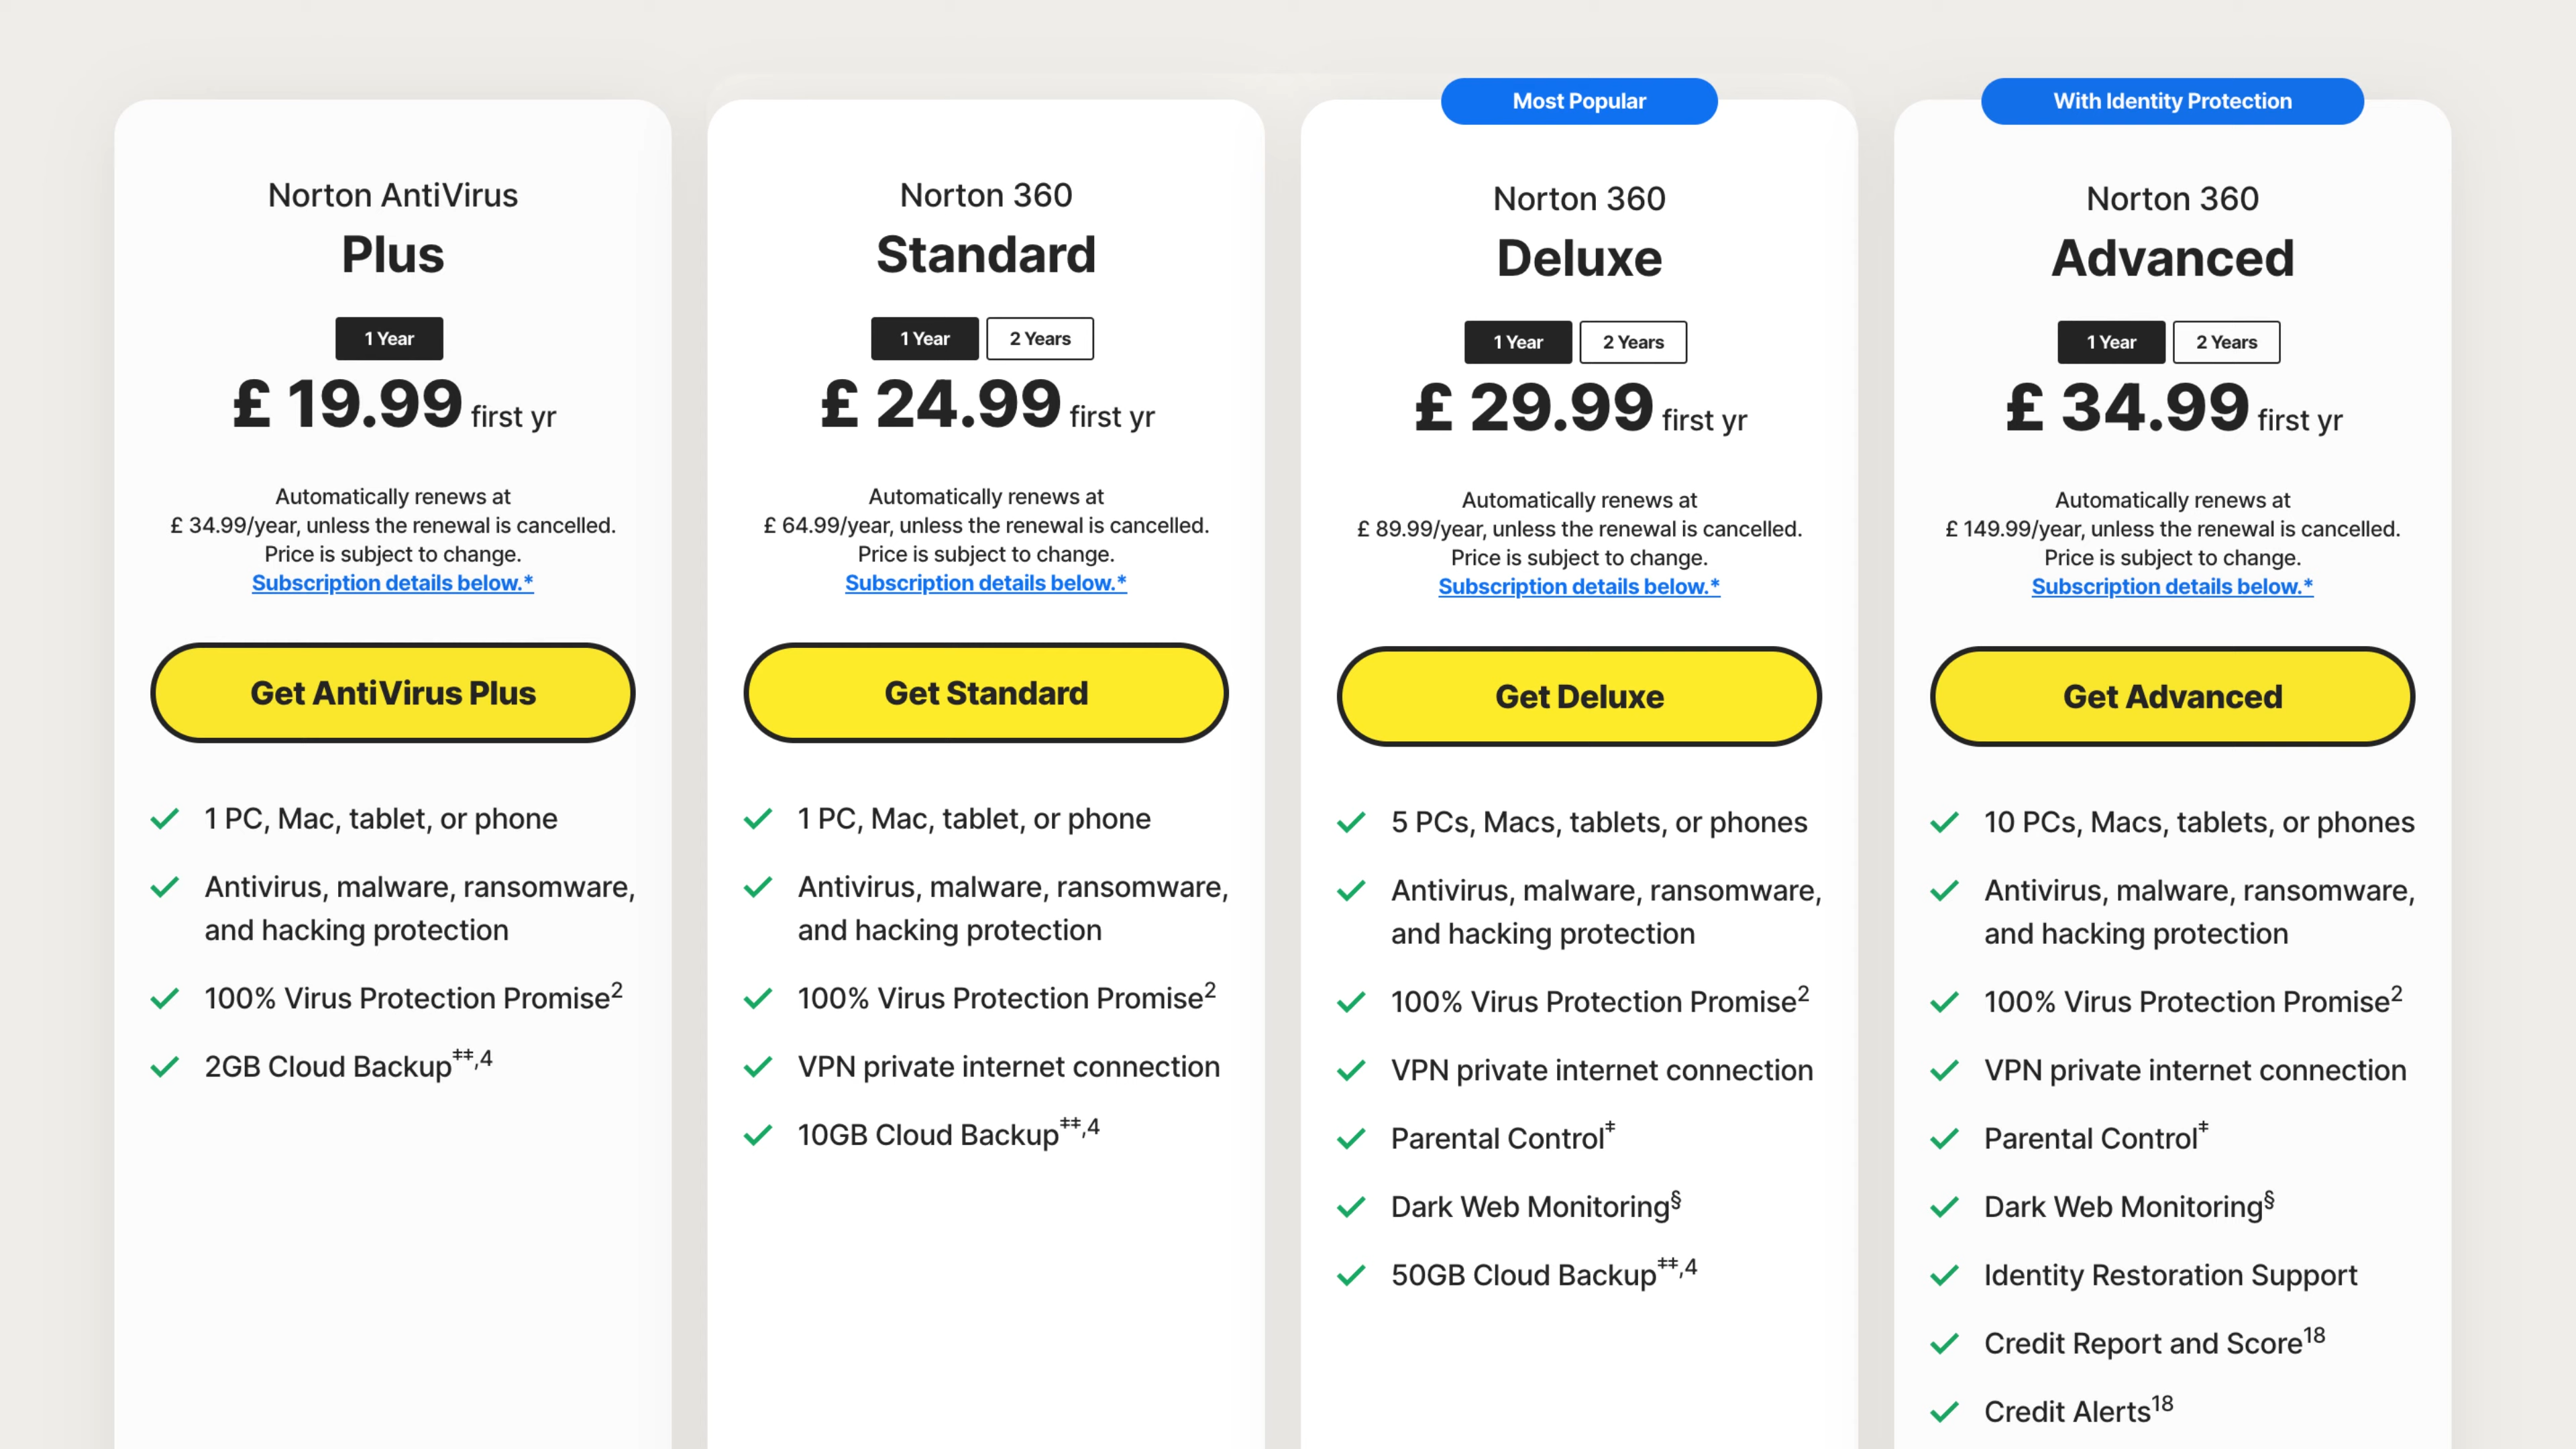 Norton AntiVirus
Plus
1 Year
£ 19.99 first yr
Automatically renews at
£ 34.99/year, unless the renewal is cancelled.
Price is subject to change.
Subscription details below.*
Get AntiVirus Plus
1 PC, Mac, tablet, or phone
Antivirus, malware, ransomware,
and hacking protection
100% Virus Protection Promise²
2GB Cloud Backup‡‡,4
Norton 360
Standard
1 Year 2 Years
£ 24.99 first yr
Automatically renews at
£ 64.99/year, unless the renewal is cancelled.
Price is subject to change.
Subscription details below.*
Get Standard
1 PC, Mac, tablet, or phone
Antivirus, malware, ransomware,
and hacking protection
100% Virus Protection Promise²
VPN private internet connection
10GB Cloud Backup‡‡,4
Most Popular
Norton 360
Deluxe
1 Year 2 Years
£ 29.99 first yr
Automatically renews at
£ 89.99/year, unless the renewal is cancelled.
Price is subject to change.
Subscription details below.*
Get Deluxe
5 PCs, Macs, tablets, or phones
Antivirus, malware, ransomware,
and hacking protection
100% Virus Protection Promise²
VPN private internet connection
Parental Control‡
Dark Web Monitoring§
50GB Cloud Backup‡‡,4
With Identity Protection
Norton 360
Advanced
1 Year 2 Years
£ 34.99 first yr
Automatically renews at
£ 149.99/year, unless the renewal is cancelled.
Price is subject to change.
Subscription details below.*
Get Advanced
10 PCs, Macs, tablets, or phones
Antivirus, malware, ransomware,
and hacking protection
100% Virus Protection Promise²
VPN private internet connection
Parental Control‡
Dark Web Monitoring§
Identity Restoration Support
Credit Report and Score¹⁸
Credit Alerts¹⁸